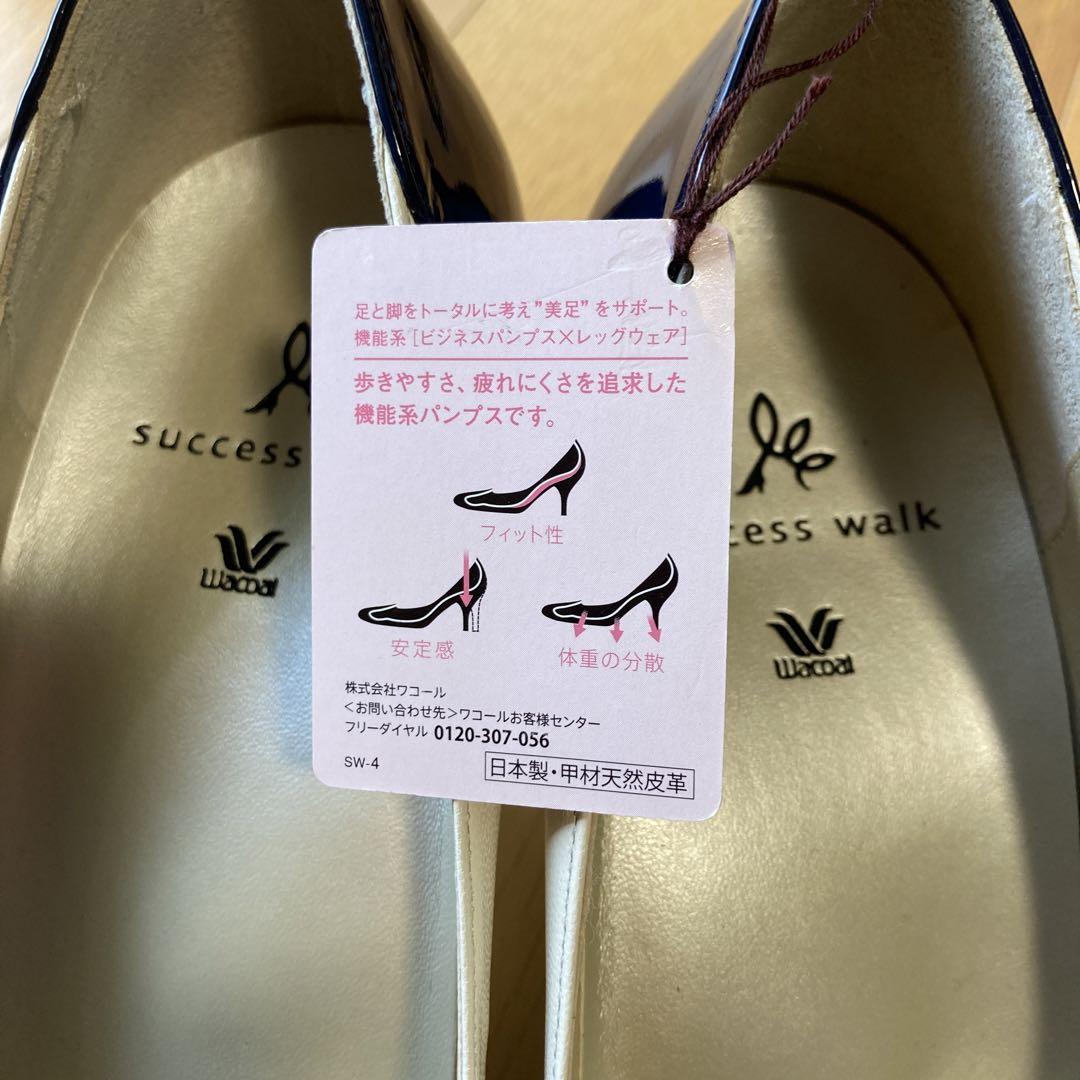 足と脚をトータルに考え"美足"をサポート。
機能系[ビジネスパンプス×レッグウェア]
歩きやすさ、疲れにくさを追求した
機能系パンプスです。
フィット性
安定感
体重の分散
株式会社ワコール
<お問い合わせ先>ワコールお客様センター
フリーダイヤル 0120-307-056
SW-4
日本製・甲材天然皮革
success
Wacoal
cess walk
Wacoal